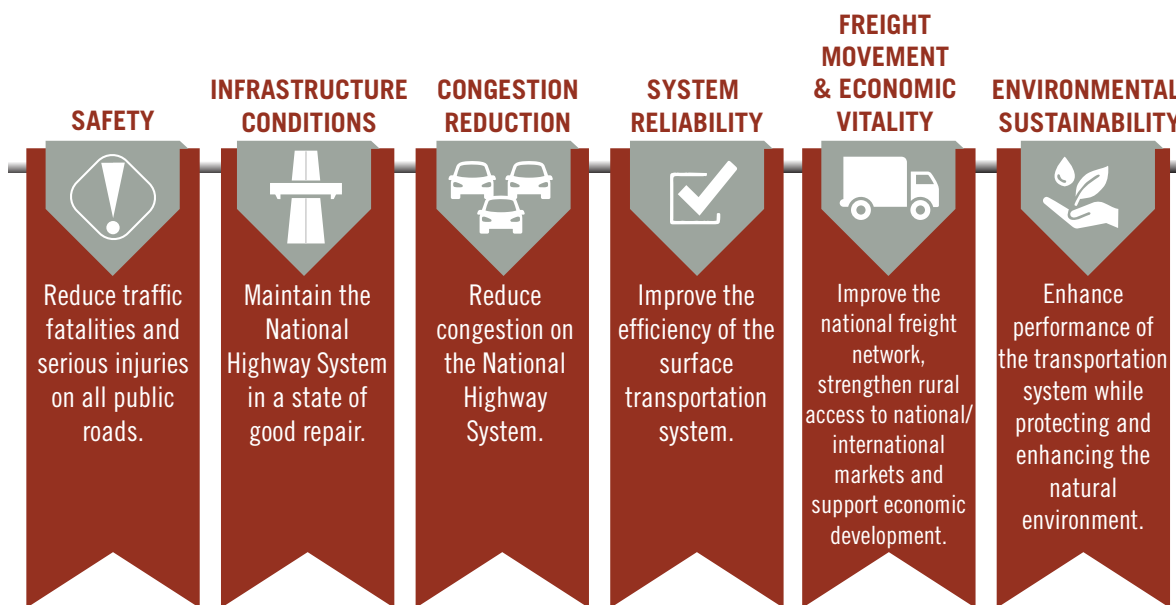 SAFETY
Reduce traffic
fatalities and
serious injuries
on all public
roads.
INFRASTRUCTURE
CONDITIONS
Maintain the
National
Highway System
in a state of
good repair.
CONGESTION
REDUCTION
Reduce
congestion on
the National
Highway
System.
SYSTEM
RELIABILITY
Improve the
efficiency of the
surface
transportation
system.
FREIGHT
MOVEMENT
& ECONOMIC
VITALITY
Improve the
national freight
network,
strengthen rural
access to national/
international
markets and
support economic
development.
ENVIRONMENTAL
SUSTAINABILITY
Enhance
performance of
the transportation
system while
protecting and
enhancing the
natural
environment.